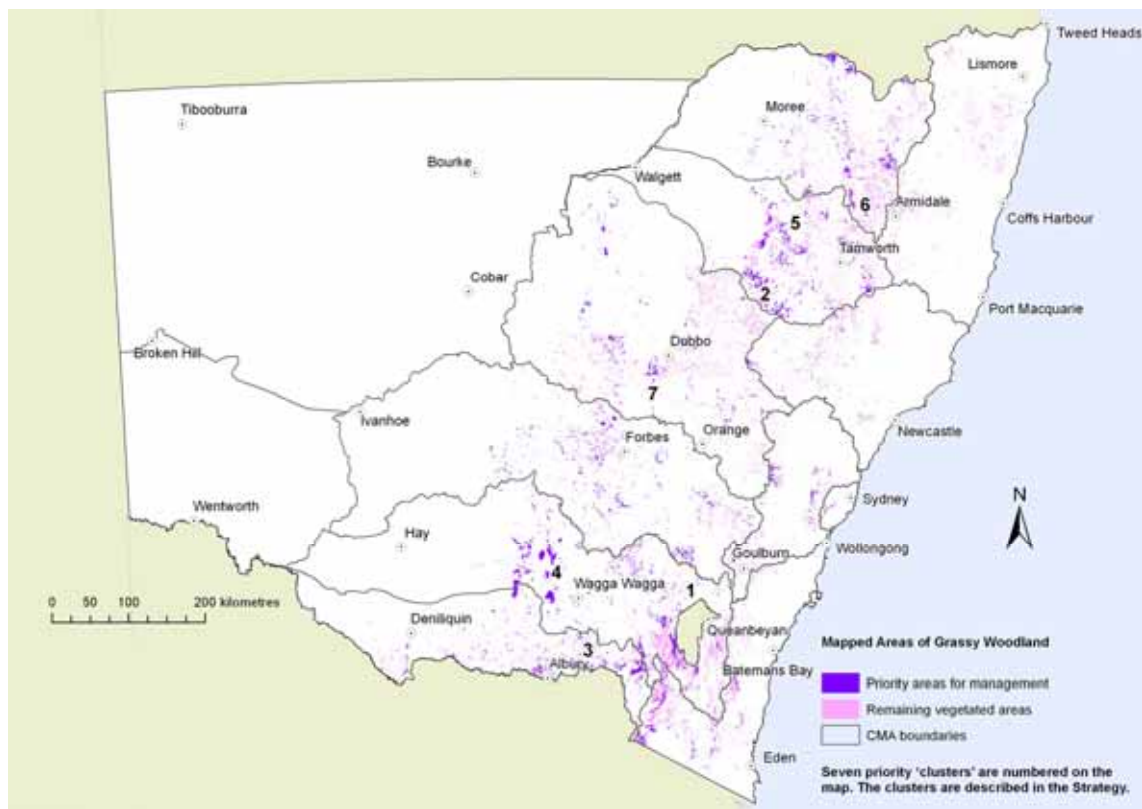 Tweed Heads
Lismore
Tibooburra
Moree
Bourke
Walgett
6
Armidale
5
Coffs Harbour
Tamworth
Cobar
2
Port Macquarie
Dubbo
Broken Hill
7
Ivanhoe
Forbes
Orange
Newcastle
Wentworth
Sydney
N
Hay
Wollongong
Goulburn
4
Wagga Wagga
1
0 50 100 200 kilometres
Deniliquin
Queanbeyan
3
Albury
Batemans Bay
Eden
Mapped Areas of Grassy Woodland
Priority areas for management
Remaining vegetated areas
CMA boundaries
Seven priority 'clusters' are numbered on the
map. The clusters are described in the Strategy.